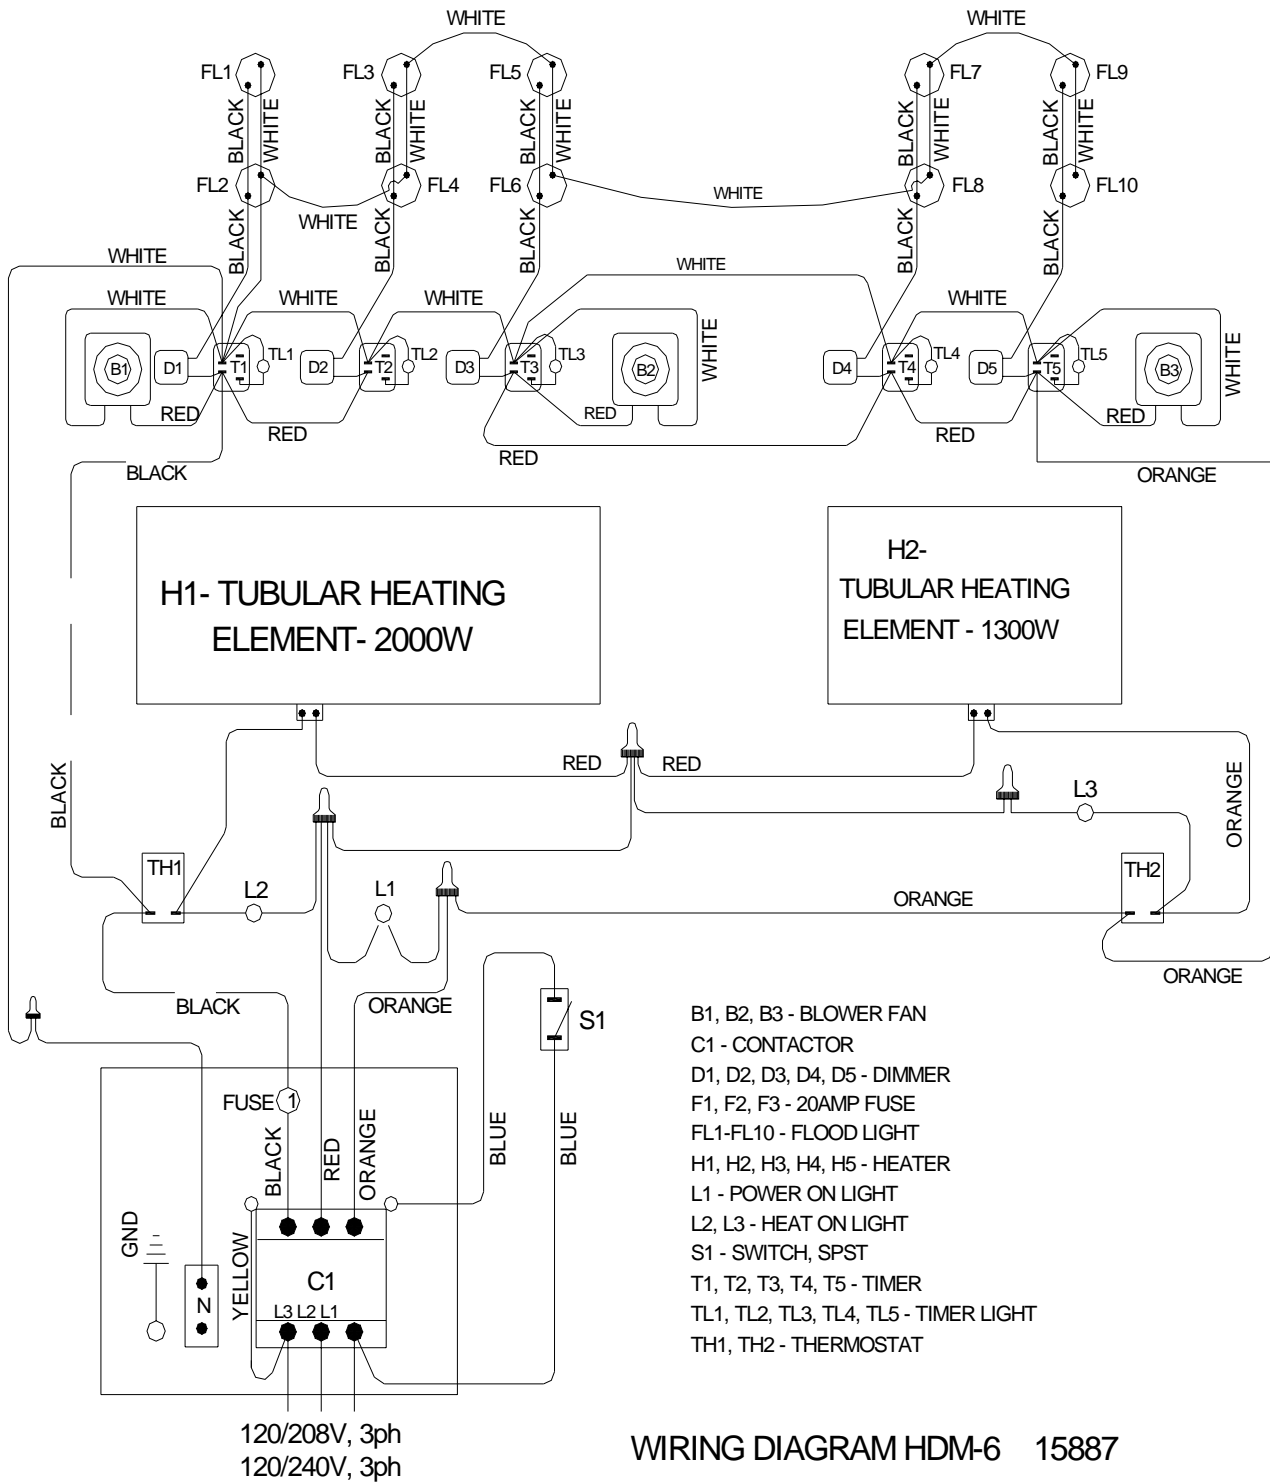 WHITE
WHITE
FL1
FL3
FL5
FL7
FL9
BLACK
WHITE
BLACK
WHITE
BLACK
WHITE
BLACK
WHITE
BLACK
WHITE
FL2
FL4
FL6
FL8
FL10
WHITE
WHITE
BLACK
BLACK
BLACK
BLACK
BLACK
WHITE
WHITE
WHITE
WHITE
WHITE
WHITE
B1
D1
T1
TL1
D2
T2
TL2
D3
T3
TL3
B2
WHITE
D4
T4
TL4
D5
T5
TL5
B3
WHITE
RED
RED
RED
RED
RED
RED
BLACK
ORANGE
H1- TUBULAR HEATING
ELEMENT- 2000W
H2-
TUBULAR HEATING
ELEMENT - 1300W
RED
RED
BLACK
L3
ORANGE
TH1
L2
L1
ORANGE
TH2
BLACK
ORANGE
ORANGE
S1
FUSE 1
BLACK
RED
ORANGE
BLUE
BLUE
GND
YELLOW
N
C1
L3 L2 L1
120/208V, 3ph
120/240V, 3ph
B1, B2, B3 - BLOWER FAN
C1 - CONTACTOR
D1, D2, D3, D4, D5 - DIMMER
F1, F2, F3 - 20AMP FUSE
FL1-FL10 - FLOOD LIGHT
H1, H2, H3, H4, H5 - HEATER
L1 - POWER ON LIGHT
L2, L3 - HEAT ON LIGHT
S1 - SWITCH, SPST
T1, T2, T3, T4, T5 - TIMER
TL1, TL2, TL3, TL4, TL5 - TIMER LIGHT
TH1, TH2 - THERMOSTAT
WIRING DIAGRAM HDM-6 15887